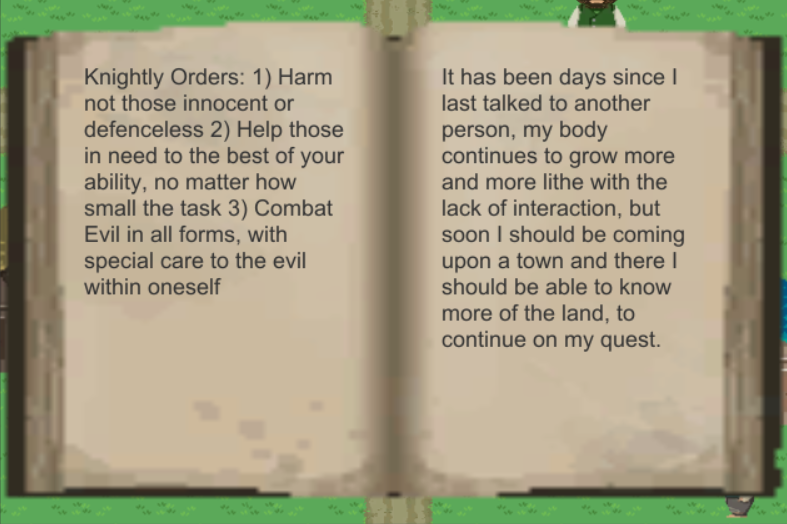 Knightly Orders: 1) Harm
not those innocent or
defenceless 2) Help those
in need to the best of your
ability, no matter how
small the task 3) Combat
Evil in all forms, with
special care to the evil
within oneself
It has been days since I
last talked to another
person, my body
continues to grow more
and more lithe with the
lack of interaction, but
soon I should be coming
upon a town and there I
should be able to know
more of the land, to
continue on my quest.